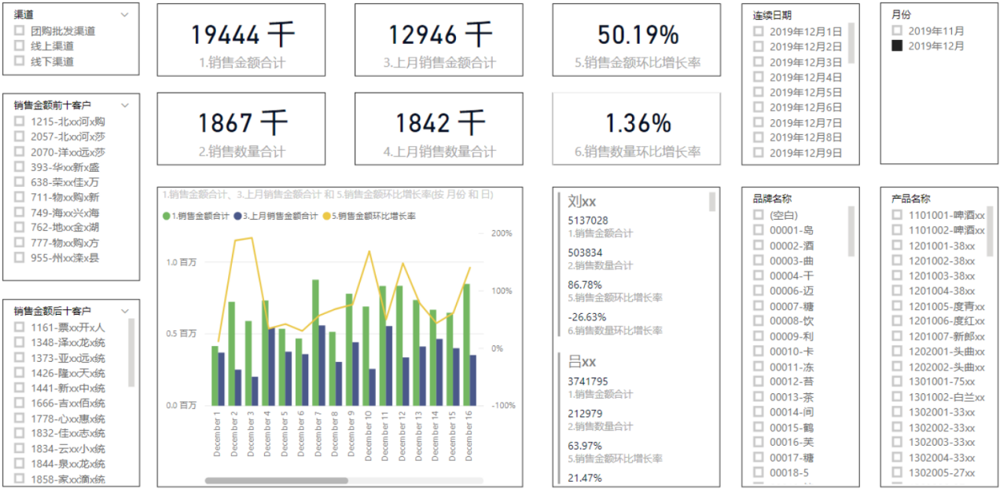 渠道
团购批发渠道
线上渠道
线下渠道
19444 千
1.销售金额合计
12946 千
3.上月销售金额合计
50.19%
5.销售金额环比增长率
连续日期
2019年12月1日
2019年12月2日
2019年12月3日
2019年12月4日
2019年12月5日
2019年12月6日
2019年12月7日
2019年12月8日
2019年12月9日
月份
2019年11月
2019年12月
销售金额前十客户
1215-北xx河x购
2057-北xx河x莎
2070-洋xx远x莎
393-华xx新x盛
638-荣xx佳x万
711-物xx购x新
749-海xx兴x海
762-地xx金x湖
777-物xx购x方
955-州xx滦x县
1867 千
2.销售数量合计
1842 千
4.上月销售数量合计
1.36%
6.销售数量环比增长率
销售金额后十客户
1161-票xx开x人
1348-泽xx龙x统
1373-亚xx远x统
1426-隆xx天x统
1441-新xx中x统
1666-吉xx佰x统
1778-心xx惠x统
1832-佳xx志x统
1834-云xx小x统
1844-泉xx龙x统
1858-家xx滴x统
1.销售金额合计、3.上月销售金额合计 和 5.销售金额环比增长率(按 月份 和 日)
1.销售金额合计 3.上月销售金额合计 5.销售金额环比增长率
1.0 百万
0.5 百万
0.0 百万
200%
100%
0%
-100%
December 1
December 2
December 3
December 4
December 5
December 6
December 7
December 8
December 9
December 10
December 11
December 12
December 13
December 14
December 15
December 16
刘xx
5137028
1.销售金额合计
503834
2.销售数量合计
86.78%
5.销售金额环比增长率
-26.63%
6.销售数量环比增长率
吕xx
3741795
1.销售金额合计
212979
2.销售数量合计
63.97%
5.销售金额环比增长率
21.47%
品牌名称
(空白)
00001-鸟
00002-酒
00003-曲
00004-干
00006-迈
00007-糖
00008-饮
00009-利
00010-卡
00011-冻
00012-苔
00013-茶
00014-间
00015-鹤
00016-芙
00017-糖
00018-5
产品名称
1101001-啤酒xx
1101002-啤酒xx
1201001-38xx
1201002-38xx
1201003-38xx
1201004-38xx
1201005-度青xx
1201006-度红xx
1201007-新郎xx
1202001-头曲xx
1202002-头曲xx
1301001-75xx
1301002-白兰xx
1302001-33xx
1302002-33xx
1302003-33xx
1302004-33xx
1302005-27xx